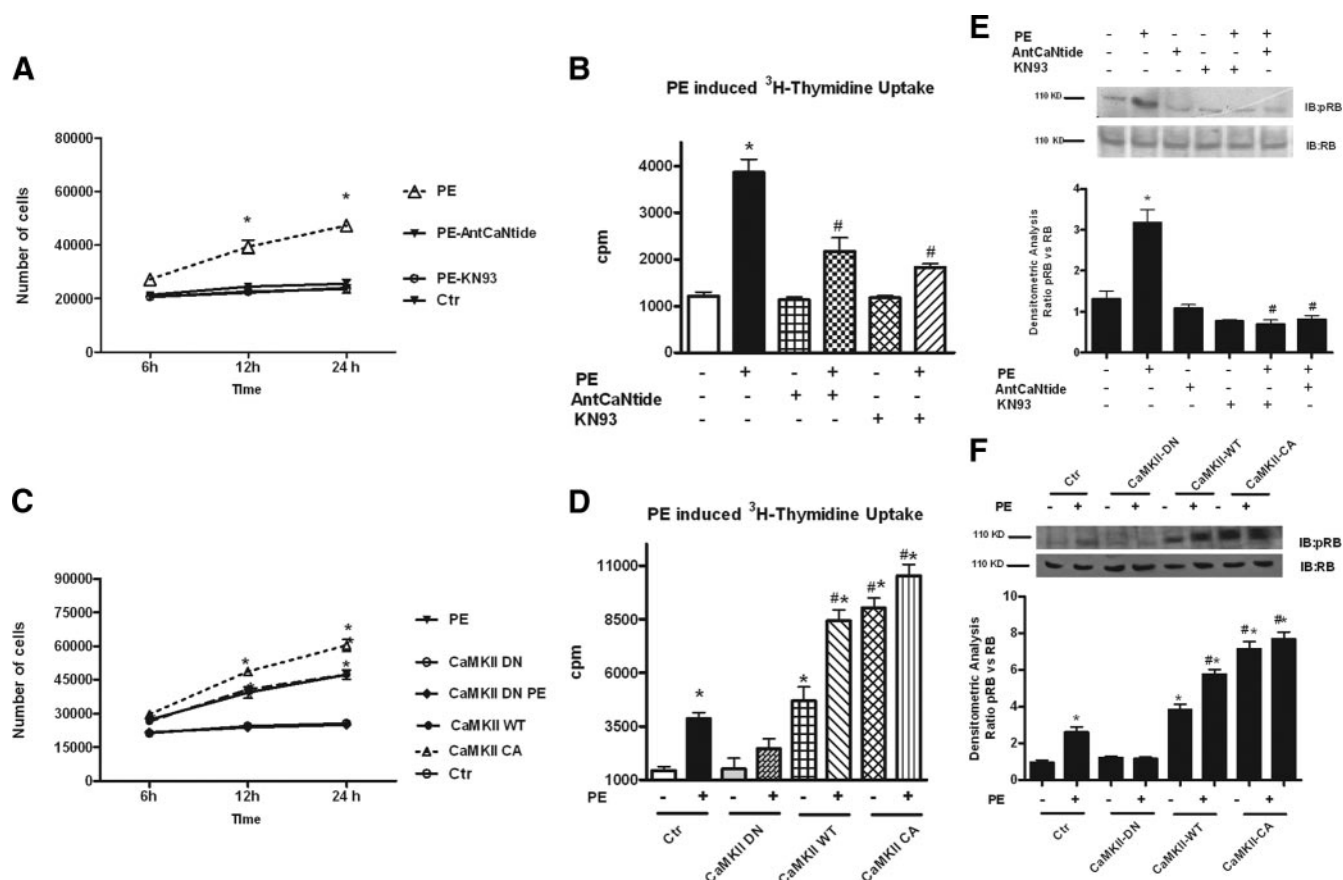 A
Number of cells
80000
60000
40000
20000
0
6h
12h
24 h
TIme
*
*
PE
PE-AntCaNtide
PE-KN93
Ctr
B
PE induced ³H-Thymidine Uptake
cpm
4000
3000
2000
1000
0
*
#
#
PE - + - + - +
AntCaNtide - - + + - -
KN93 - - - - + +
C
Number of cells
90000
75000
60000
45000
30000
15000
0
6h
12h
24 h
TIme
*
*
*
*
*
PE
CaMKII DN
CaMKII DN PE
CaMKII WT
CaMKII CA
Ctr
D
PE induced ³H-Thymidine Uptake
cpm
11000
8500
6000
3500
1000
*
*
#*
#*
#*
PE - + - + - + - +
Ctr
CaMKII DN
CaMKII WT
CaMKII CA
E
PE - + - - + +
AntCaNtide - - + - - +
KN93 - - - + + -
110 KD
IB:pRB
110 KD
IB:RB
Densitometric Analysis
Ratio pRB vs RB
4
3
2
1
0
*
#
#
PE - + - - + +
AntCaNtide - - + - - +
KN93 - - - + + -
F
Ctr
CaMKII-DN
CaMKII-WT
CaMKII-CA
PE - + - + - + - +
110 KD
IB:pRB
110 KD
IB:RB
Densitometric Analysis
Ratio pRB vs RB
10
8
6
4
2
0
*
*
#*
#*
#*
PE - + - + - + - +
Ctr
CaMKII-DN
CaMKII-WT
CaMKII-CA